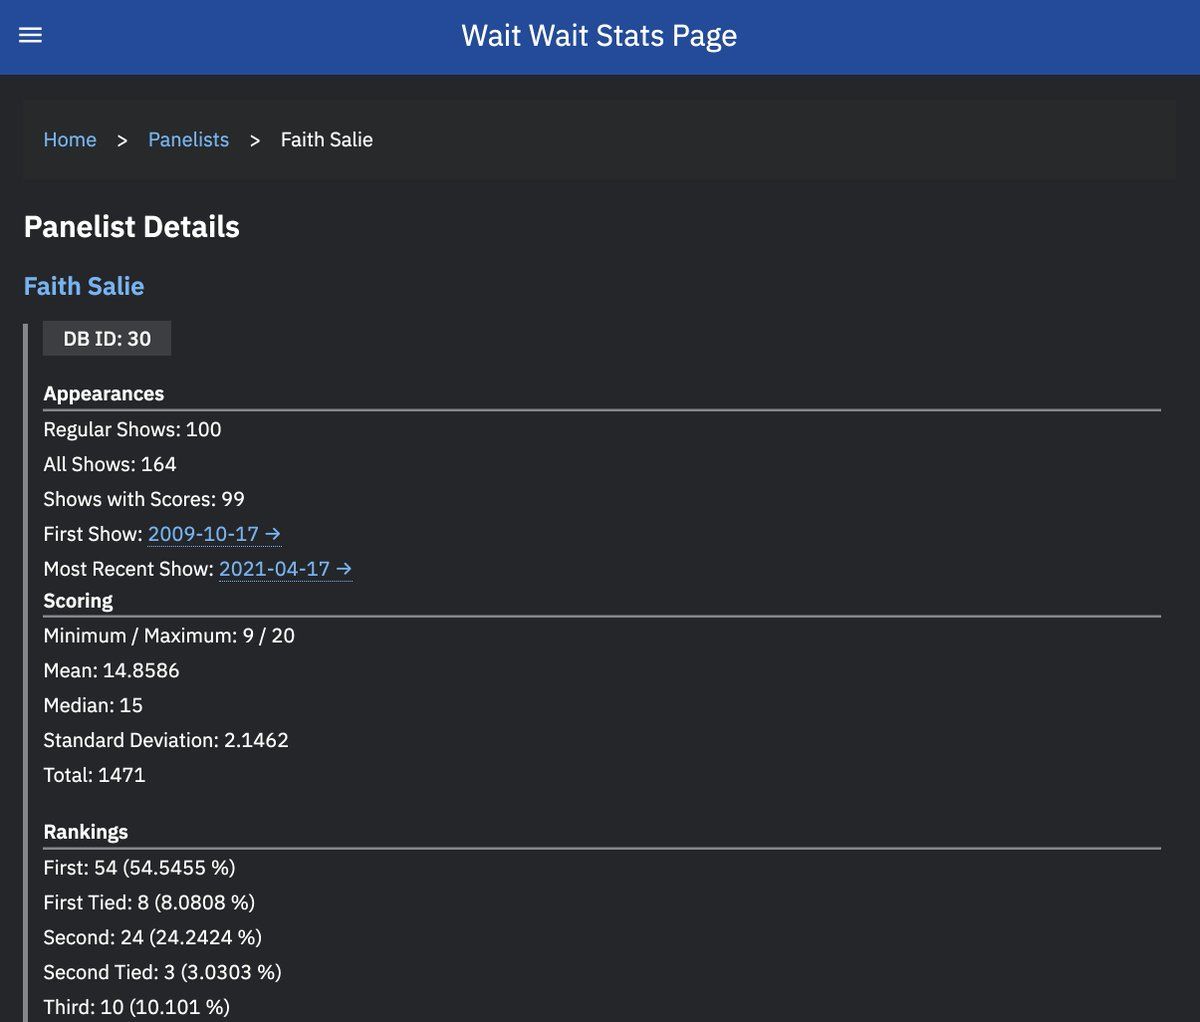 Wait Wait Stats Page
Home > Panelists > Faith Salie
Panelist Details
Faith Salie
DB ID: 30
Appearances
Regular Shows: 100
All Shows: 164
Shows with Scores: 99
First Show: 2009-10-17 →
Most Recent Show: 2021-04-17 →
Scoring
Minimum / Maximum: 9 / 20
Mean: 14.8586
Median: 15
Standard Deviation: 2.1462
Total: 1471
Rankings
First: 54 (54.5455 %)
First Tied: 8 (8.0808 %)
Second: 24 (24.2424 %)
Second Tied: 3 (3.0303 %)
Third: 10 (10.101 %)